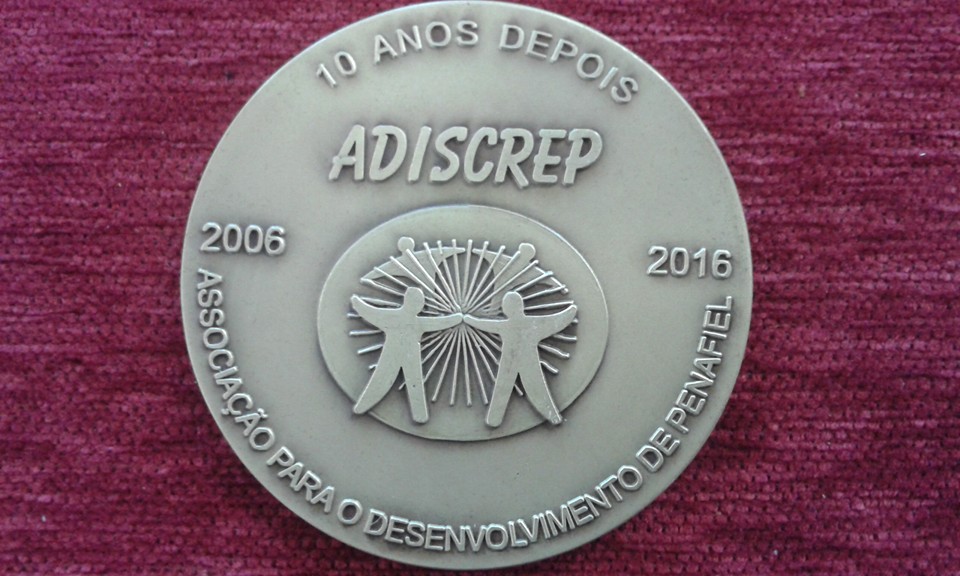 10 ANOS DEPOIS
ADISCREP
2006
2016
ASSOCIAÇÃO PARA O DESENVOLVIMENTO DE PENAFIEL